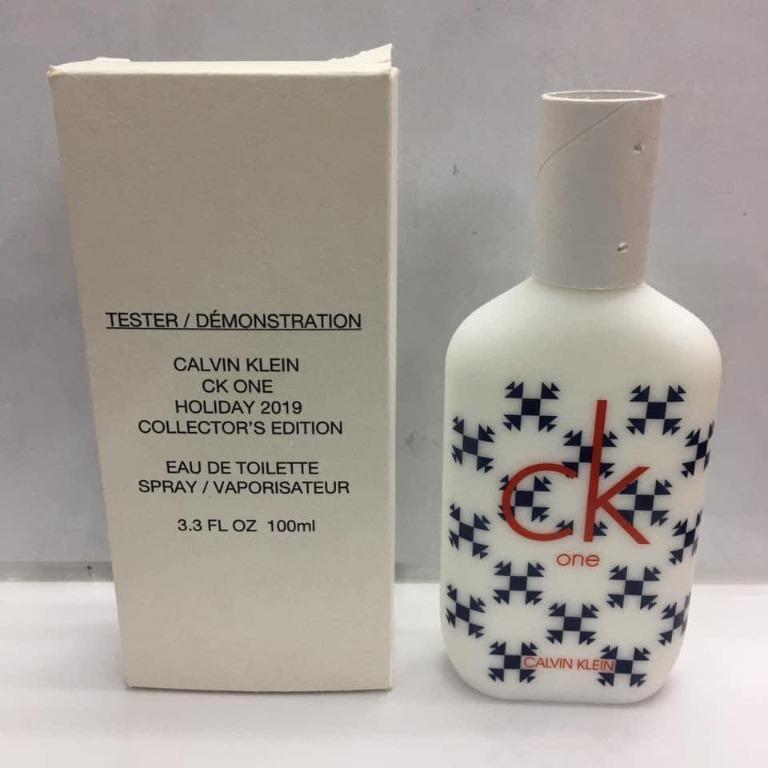 TESTER / DÉMONSTRATION
CALVIN KLEIN
CK ONE
HOLIDAY 2019
COLLECTOR'S EDITION
EAU DE TOILETTE
SPRAY / VAPORISATEUR
3.3 FL OZ 100ml
ck
one
CALVIN KLEIN